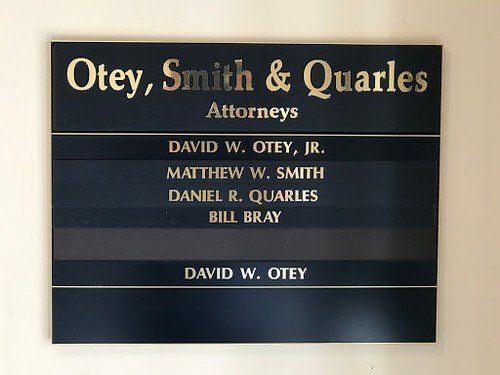 Otey, Smith & Quarles
Attorneys
DAVID W. OTEY, JR.
MATTHEW W. SMITH
DANIEL R. QUARLES
BILL BRAY
DAVID W. OTEY